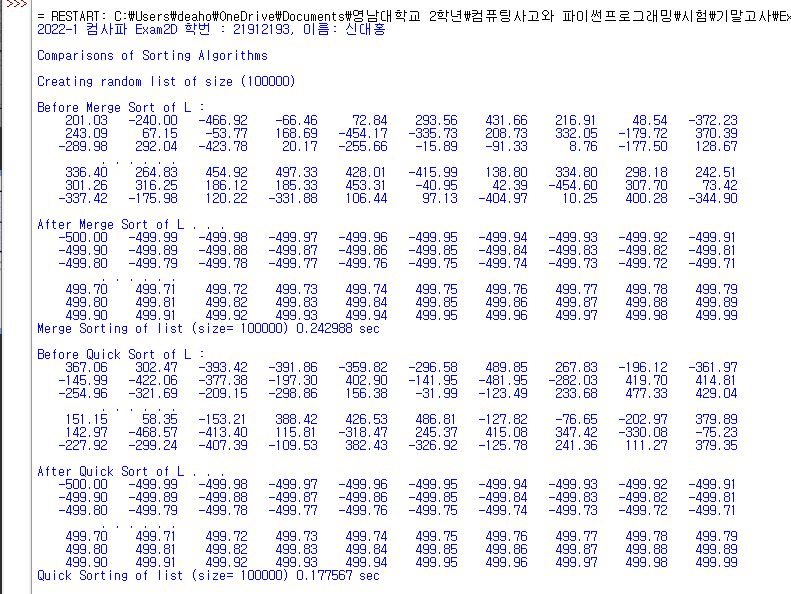 >>>
= RESTART: C:\Users\deaho\OneDrive\Documents\영남대학교 2학년\컴퓨팅사고와 파이썬프로그래밍\시험\기말고사\Ex
2022-1 컴사파 Exam2D 학번 : 21912193, 이름: 신대홍
Comparisons of Sorting Algorithms
Creating random list of size (100000)
Before Merge Sort of L :
201.03 -240.00 -466.92 -66.46 72.84 293.56 431.66 216.91 48.54 -372.23
243.09 67.15 -53.77 168.69 -454.17 -335.73 208.73 332.05 -179.72 370.39
-289.98 292.04 -423.78 20.17 -255.66 -15.89 -91.33 8.76 -177.50 128.67
. . . . . .
336.40 264.83 454.92 497.33 428.01 -415.99 138.80 334.80 298.18 242.51
301.26 316.25 186.12 185.33 453.31 -40.95 42.39 -454.60 307.70 73.42
-337.42 -175.98 120.22 -331.88 106.44 97.13 -404.97 10.25 400.28 -344.90
After Merge Sort of L . . .
-500.00 -499.99 -499.98 -499.97 -499.96 -499.95 -499.94 -499.93 -499.92 -499.91
-499.90 -499.89 -499.88 -499.87 -499.86 -499.85 -499.84 -499.83 -499.82 -499.81
-499.80 -499.79 -499.78 -499.77 -499.76 -499.75 -499.74 -499.73 -499.72 -499.71
. . . . . .
499.70 499.71 499.72 499.73 499.74 499.75 499.76 499.77 499.78 499.79
499.80 499.81 499.82 499.83 499.84 499.85 499.86 499.87 499.88 499.89
499.90 499.91 499.92 499.93 499.94 499.95 499.96 499.97 499.98 499.99
Merge Sorting of list (size= 100000) 0.242988 sec
Before Quick Sort of L :
367.06 302.47 -393.42 -391.86 -359.82 -296.58 489.85 267.83 -196.12 -361.97
-145.99 -422.06 -377.38 -197.30 402.90 -141.95 -481.95 -282.03 419.70 414.81
-254.96 -321.69 -209.15 -298.86 156.38 -31.99 -123.49 233.68 477.33 429.04
. . . . . .
151.15 58.35 -153.21 388.42 426.53 486.81 -127.82 -76.65 -202.97 379.89
142.97 -468.57 -413.40 115.81 -318.47 245.37 415.08 347.42 -330.08 -75.23
-227.92 -299.24 -407.39 -109.53 382.43 -326.92 -125.78 241.36 111.27 379.35
After Quick Sort of L . . .
-500.00 -499.99 -499.98 -499.97 -499.96 -499.95 -499.94 -499.93 -499.92 -499.91
-499.90 -499.89 -499.88 -499.87 -499.86 -499.85 -499.84 -499.83 -499.82 -499.81
-499.80 -499.79 -499.78 -499.77 -499.76 -499.75 -499.74 -499.73 -499.72 -499.71
. . . . . .
499.70 499.71 499.72 499.73 499.74 499.75 499.76 499.77 499.78 499.79
499.80 499.81 499.82 499.83 499.84 499.85 499.86 499.87 499.88 499.89
499.90 499.91 499.92 499.93 499.94 499.95 499.96 499.97 499.98 499.99
Quick Sorting of list (size= 100000) 0.177567 sec